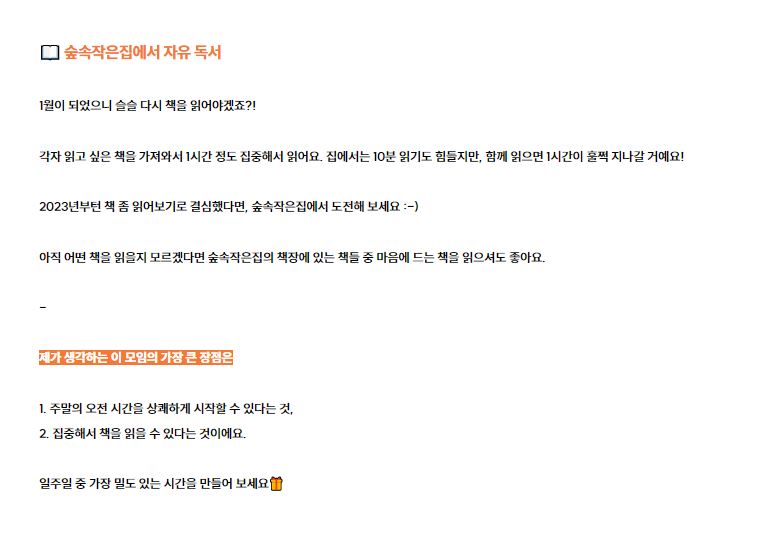 📖 숲속작은집에서 자유 독서
1월이 되었으니 슬슬 다시 책을 읽어야겠죠?!
각자 읽고 싶은 책을 가져와서 1시간 정도 집중해서 읽어요. 집에서는 10분 읽기도 힘들지만, 함께 읽으면 1시간이 훌쩍 지나갈 거예요!
2023년부턴 책 좀 읽어보기로 결심했다면, 숲속작은집에서 도전해 보세요 :-)
아직 어떤 책을 읽을지 모르겠다면 숲속작은집의 책장에 있는 책들 중 마음에 드는 책을 읽으셔도 좋아요.
-
제가 생각하는 이 모임의 가장 큰 장점은
1. 주말의 오전 시간을 상쾌하게 시작할 수 있다는 것,
2. 집중해서 책을 읽을 수 있다는 것이에요.
일주일 중 가장 밀도 있는 시간을 만들어 보세요🎁